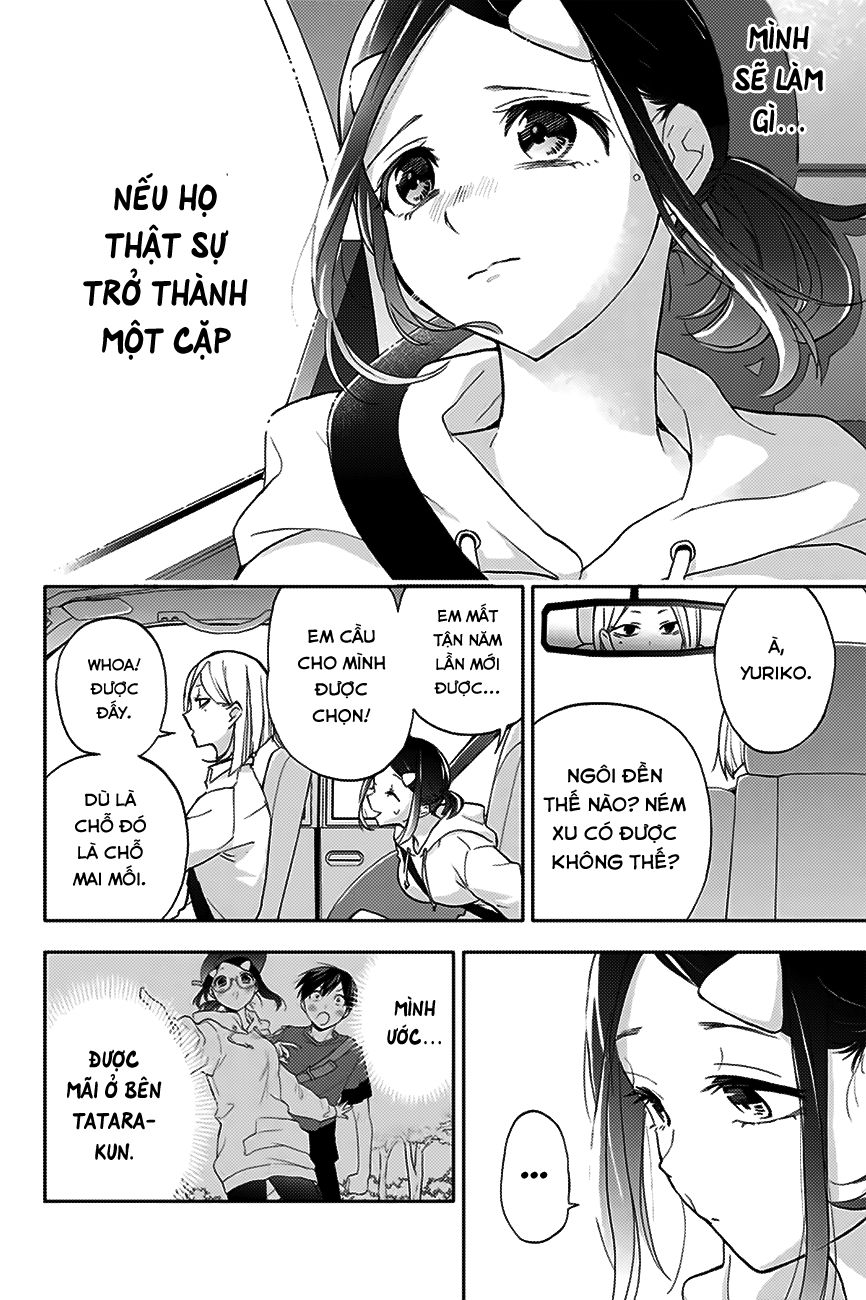 MÌNH
SẼ LÀM
GÌ...
NẾU HỌ
THẬT SỰ
TRỞ THÀNH
MỘT CẶP
À,
YURIKO.
NGÔI ĐỀN
THẾ NÀO? NÉM
XU CÓ ĐƯỢC
KHÔNG THẾ?
EM MẤT
TẬN NĂM
LẦN MỚI
ĐƯỢC...
EM CẦU
CHO MÌNH
ĐƯỢC
CHỌN!
WHOA!
ĐƯỢC
ĐẤY.
DÙ LÀ
CHỖ ĐÓ
LÀ CHỖ
MAI MỐI.
...
MÌNH
ƯỚC...
ĐƯỢC
MÃI Ở BÊN
TATARA-
KUN.